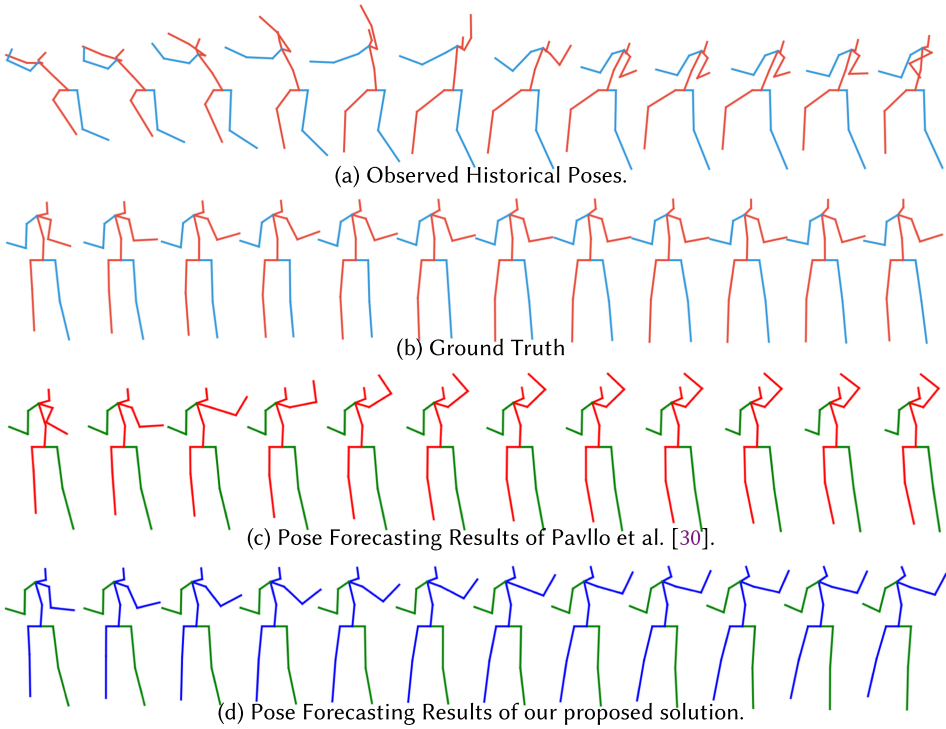 (a) Observed Historical Poses.
(b) Ground Truth
(c) Pose Forecasting Results of Pavllo et al. [30].
(d) Pose Forecasting Results of our proposed solution.